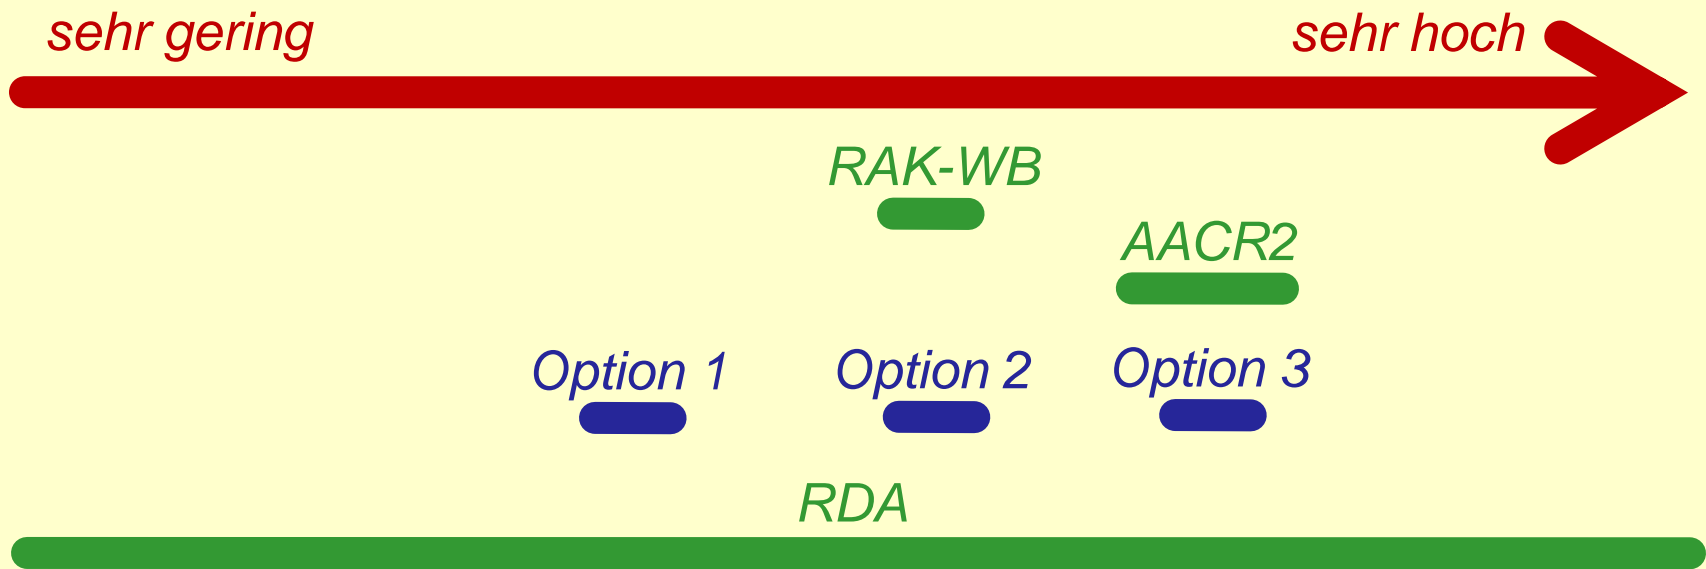 sehr gering
sehr hoch
RAK-WB
AACR2
Option 1
Option 2
Option 3
RDA